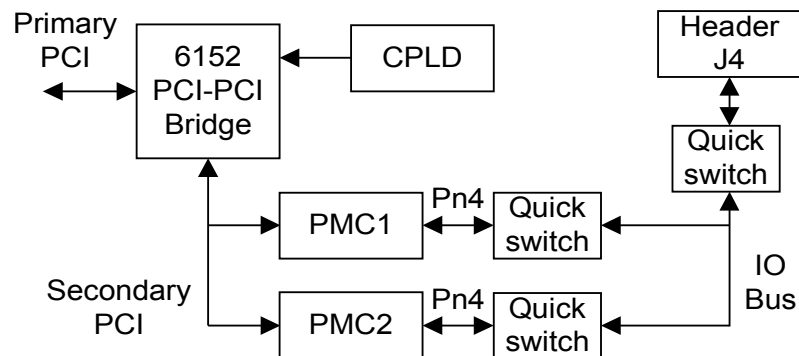 Primary
PCI
6152
PCI-PCI
Bridge
CPLD
Header
J4
Quick
switch
PMC1
Pn4
Quick
switch
Secondary
PCI
PMC2
Pn4
Quick
switch
IO
Bus